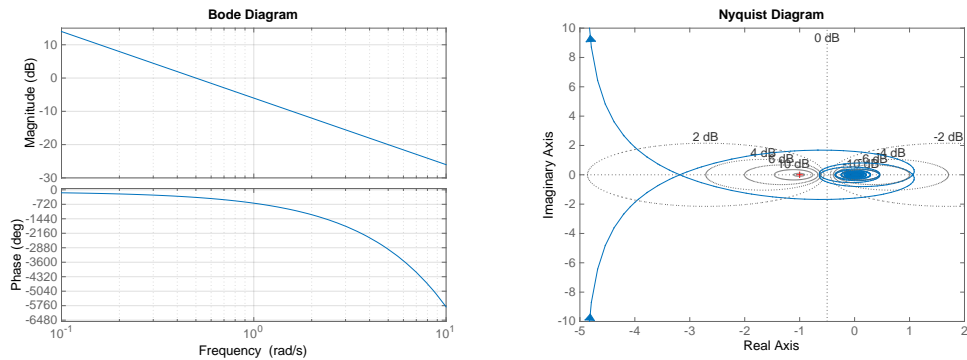 Bode Diagram
Magnitude (dB)
10
0
-10
-20
-30
Phase (deg)
0
-720
-1440
-2160
-2880
-3600
-4320
-5040
-5760
-6480
10^-1
10^0
10^1
Frequency (rad/s)
Nyquist Diagram
Imaginary Axis
10
8
6
4
2
0
-2
-4
-6
-8
-10
0 dB
2 dB
-2 dB
4 dB
-4
6 dB
-6 dB
10 dB
-10 dB
-5
-4
-3
-2
-1
0
1
2
Real Axis